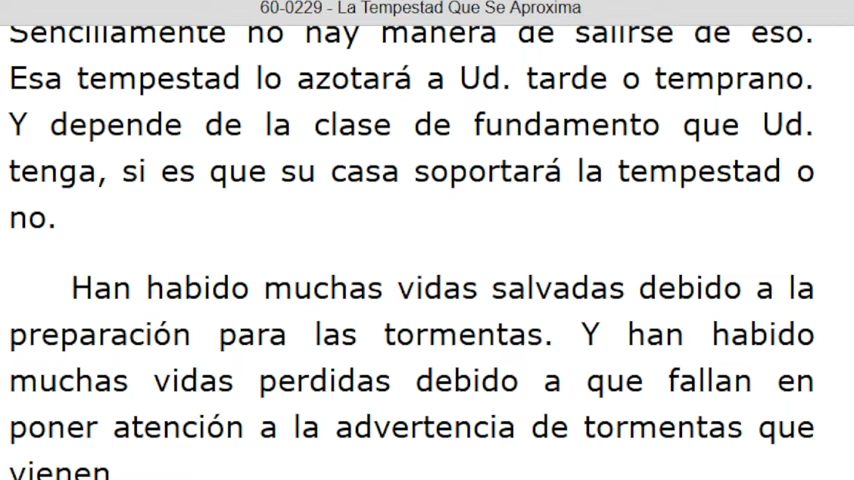 60-0229 - La Tempestad Que Se Aproxima
Sencillamente no hay manera de salirse de eso.
Esa tempestad lo azotará a Ud. tarde o temprano.
Y depende de la clase de fundamento que Ud.
tenga, si es que su casa soportará la tempestad o
no.
Han habido muchas vidas salvadas debido a la
preparación para las tormentas. Y han habido
muchas vidas perdidas debido a que fallan en
poner atención a la advertencia de tormentas que
vienen.